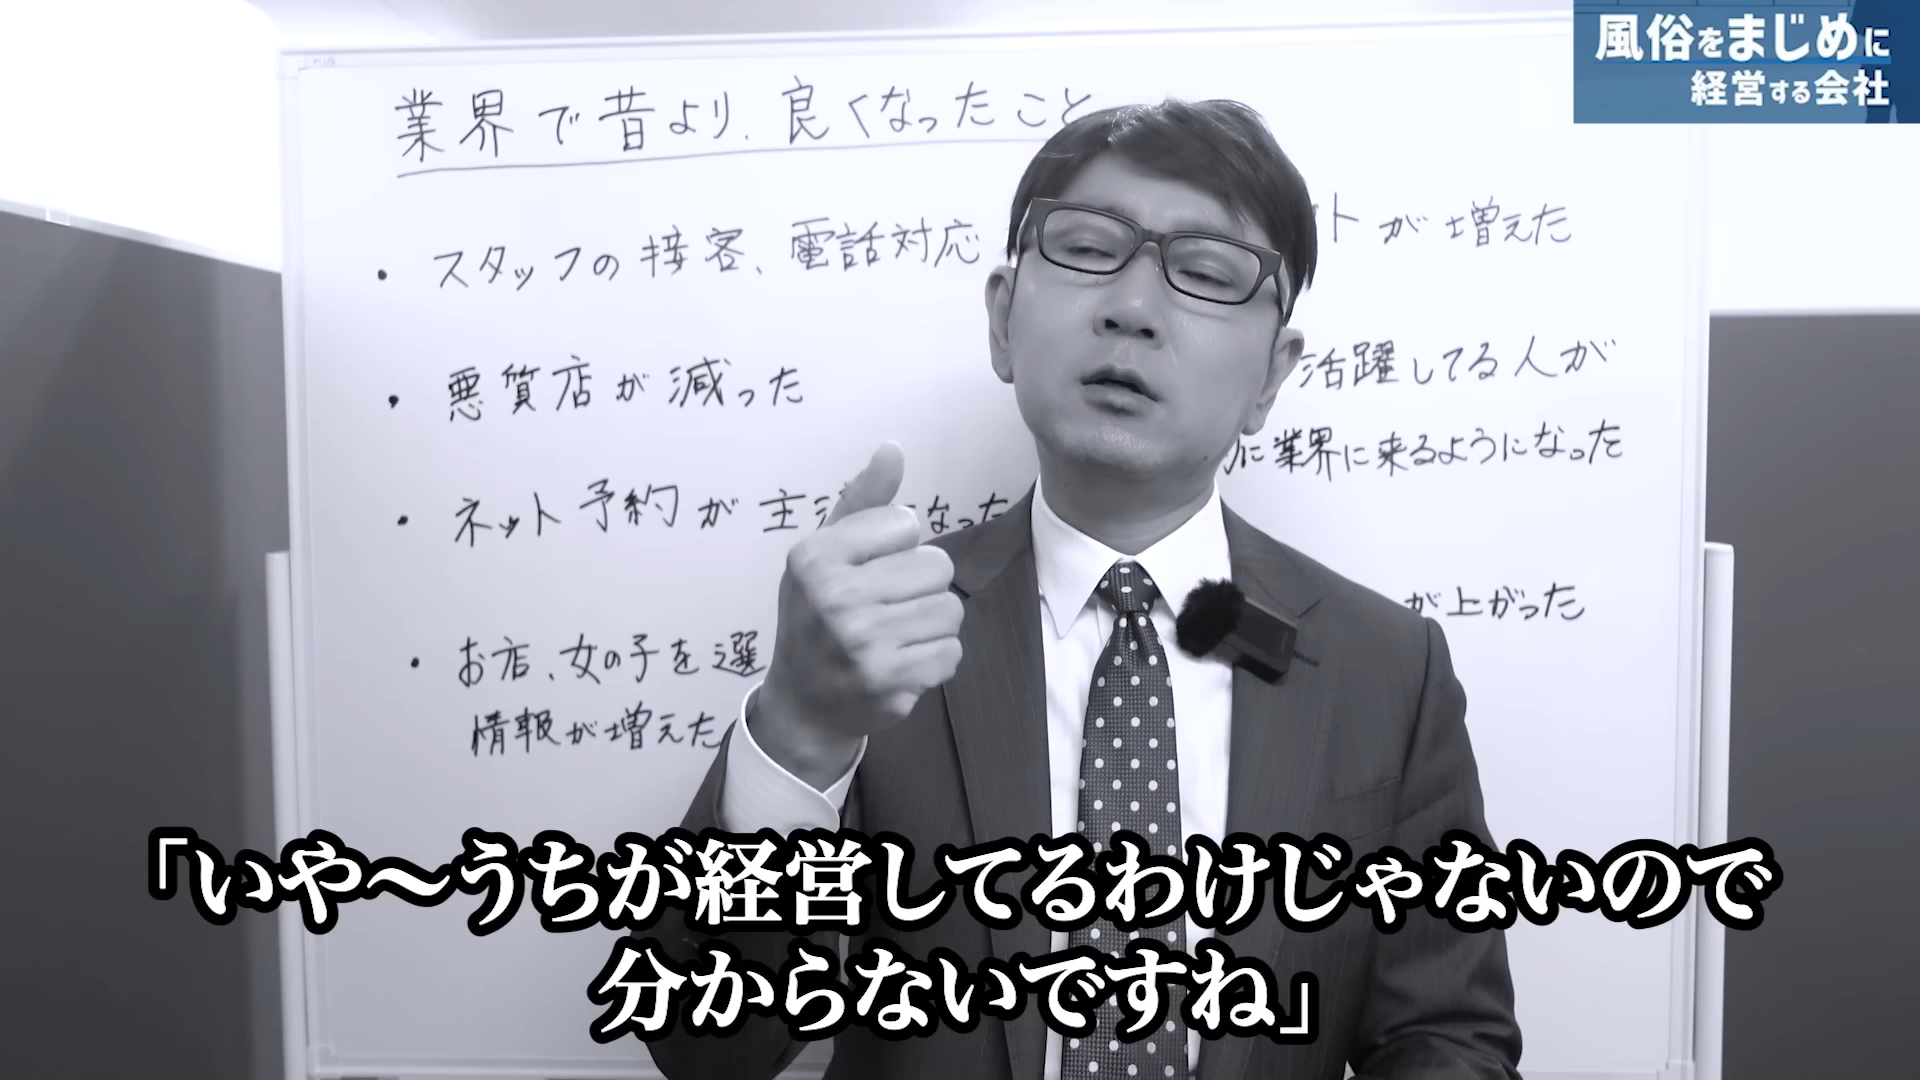 風俗をまじめに
経営する会社
PLUS
業界で昔より、良くなったこと
・スタッフの接客、電話対応
・悪質店が減った
・ネット予約が主 なった
・お店、女の子を選
情報が増えた
トが増えた
活躍してる人が
に業界に来るようになった
が上がった
「いや〜うちが経営してるわけじゃないので
分からないですね」